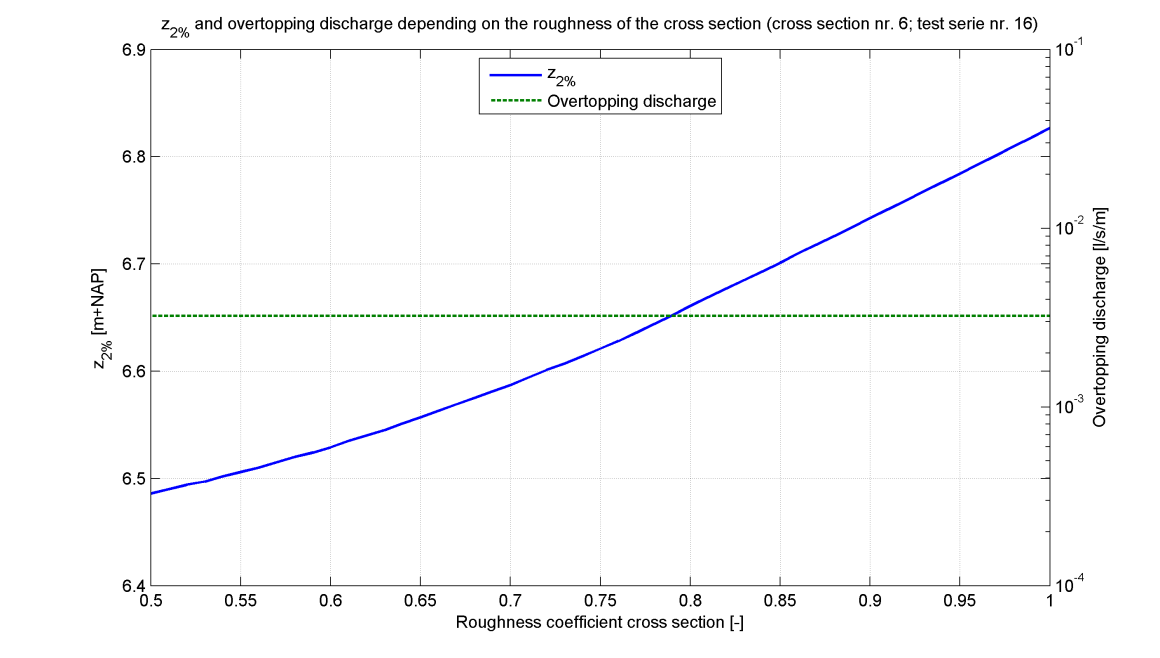 z2% and overtopping discharge depending on the roughness of the cross section (cross section nr. 6; test serie nr. 16)
z2%
Overtopping discharge
6.9
6.8
6.7
6.6
6.5
6.4
z2% [m+NAP]
10-1
10-2
10-3
10-4
Overtopping discharge [l/s/m]
0.5 0.55 0.6 0.65 0.7 0.75 0.8 0.85 0.9 0.95 1
Roughness coefficient cross section [-]